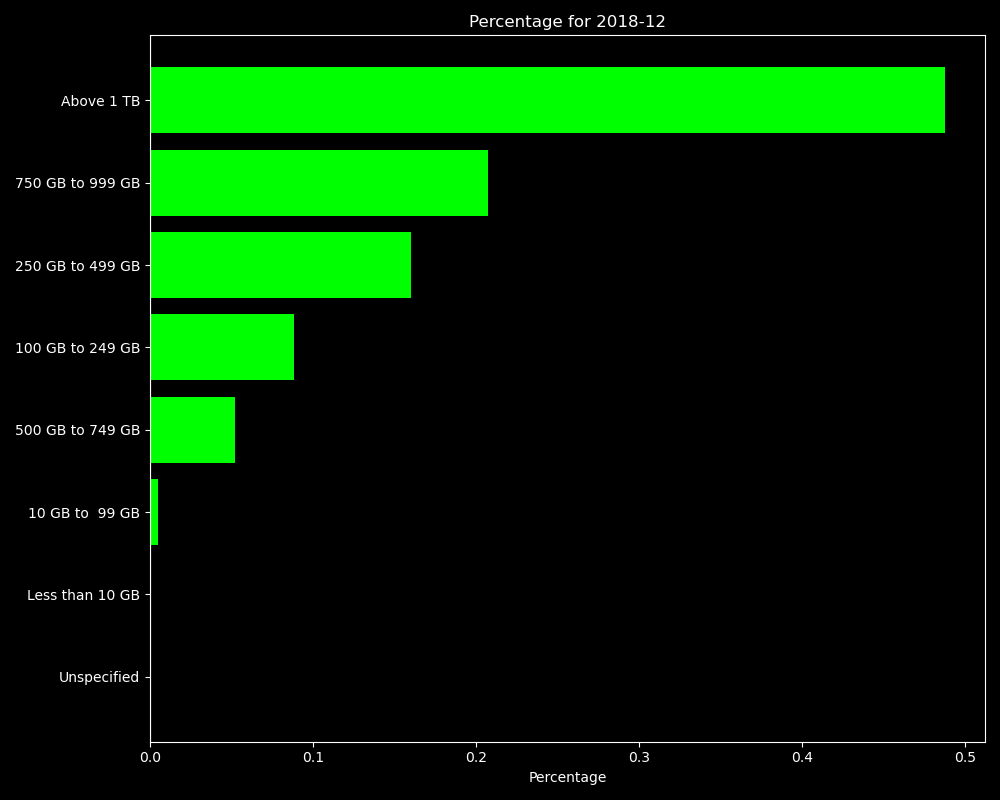 Percentage for 2018-12
Above 1 TB
750 GB to 999 GB
250 GB to 499 GB
100 GB to 249 GB
500 GB to 749 GB
10 GB to  99 GB
Less than 10 GB
Unspecified
0.0 0.1 0.2 0.3 0.4 0.5
Percentage